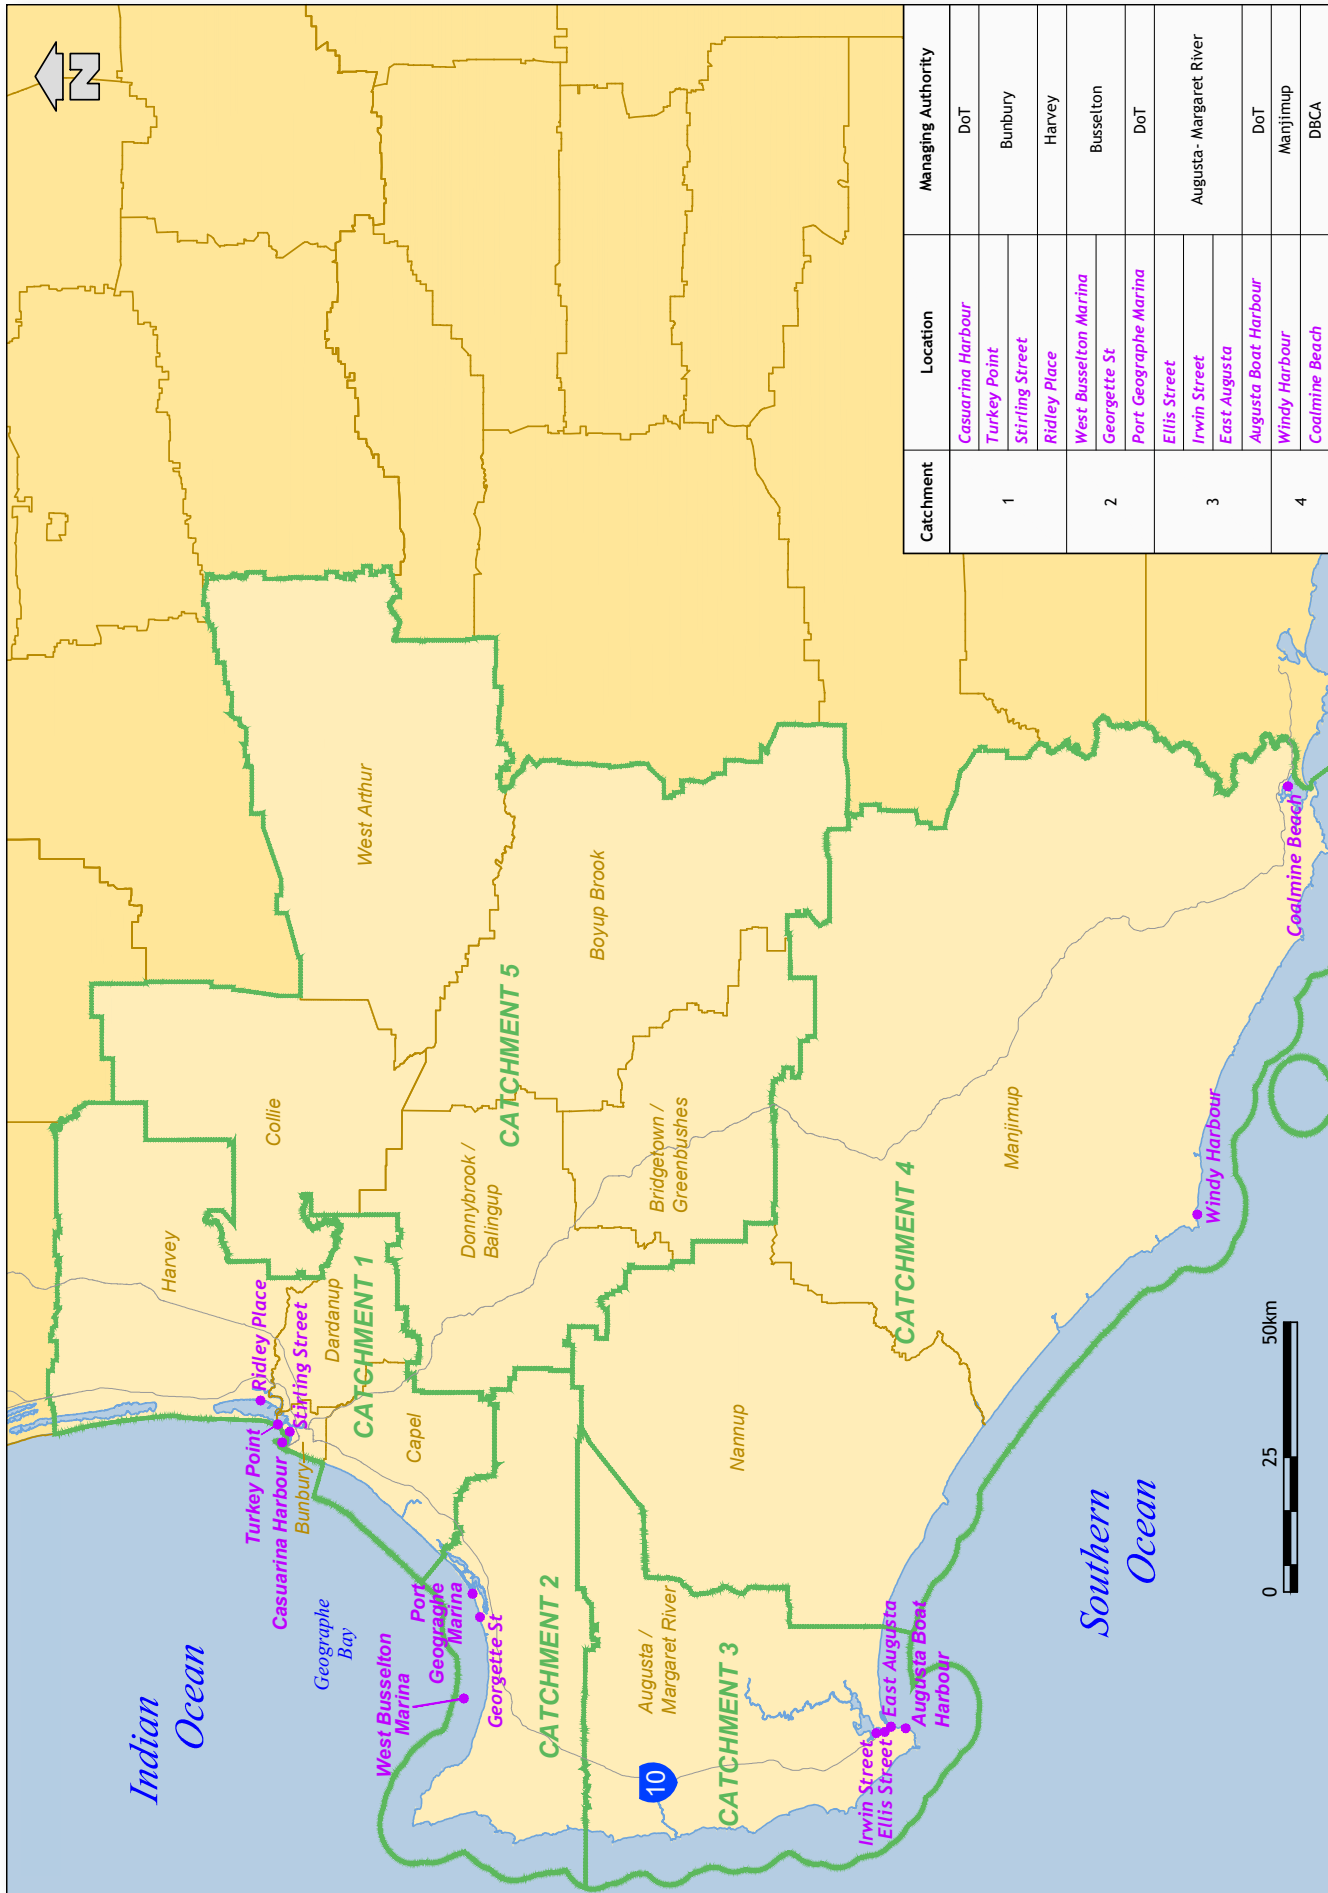 N
Indian
Ocean
Geographe
Bay
Southern
Ocean
Harvey
Collie
West Arthur
Dardanup
Bunbury
Capel
Donnybrook /
Balingup
Boyup Brook
Bridgetown /
Greenbushes
Nannup
Manjimup
Augusta /
Margaret River
CATCHMENT 1
CATCHMENT 2
CATCHMENT 3
CATCHMENT 4
CATCHMENT 5
Ridley Place
Stirling Street
Turkey Point
Casuarina Harbour
Port
Geograghe
Marina
West Busselton
Marina
Georgette St
Irwin Street
Ellis Street
East Augusta
Augusta Boat
Harbour
Windy Harbour
Coalmine Beach
10
0 25 50km
Catchment Location Managing Authority
1 Casuarina Harbour DoT
Turkey Point Bunbury
Stirling Street
Ridley Place Harvey
2 West Busselton Marina Busselton
Georgette St
Port Geographe Marina DoT
3 Ellis Street Augusta- Margaret River
Irwin Street
East Augusta
Augusta Boat Harbour DoT
4 Windy Harbour Manjimup
Coalmine Beach DBCA